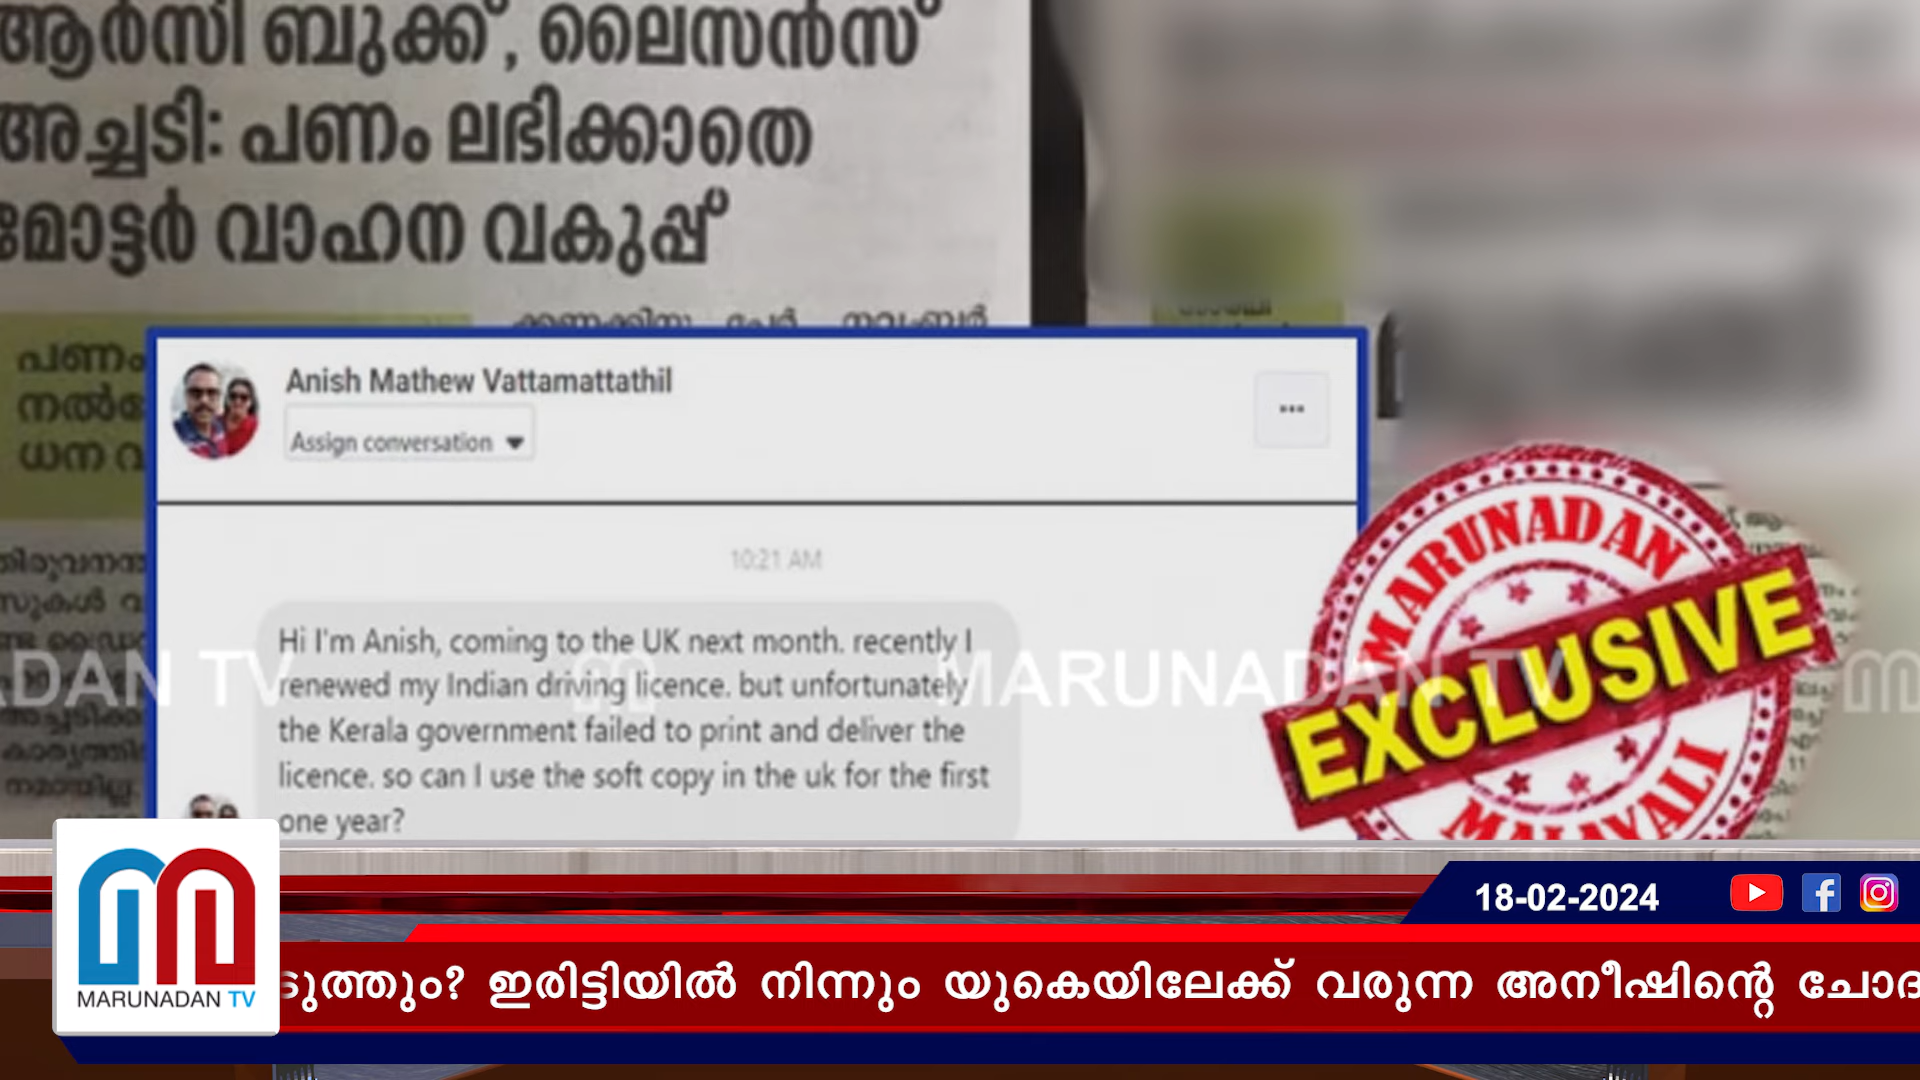 ആർസി ബുക്ക്, ലൈസൻസ്
അച്ചടി: പണം ലഭിക്കാതെ
മോട്ടർ വാഹന വകുപ്പ്
പണം
Anish Mathew Vattamattathil
Assign conversation
10:21 AM
Hi I'm Anish, coming to the UK next month. recently I
renewed my Indian driving licence. but unfortunately
the Kerala government failed to print and deliver the
licence. so can I use the soft copy in the uk for the first
one year?
MARUNADAN TV
MARUNADAN
EXCLUSIVE
MALAYALI
18-02-2024
ഇരിട്ടിയിൽ നിന്നും യുകെയിലേക്ക് വരുന്ന അനീഷിന്റെ
MARUNADAN TV